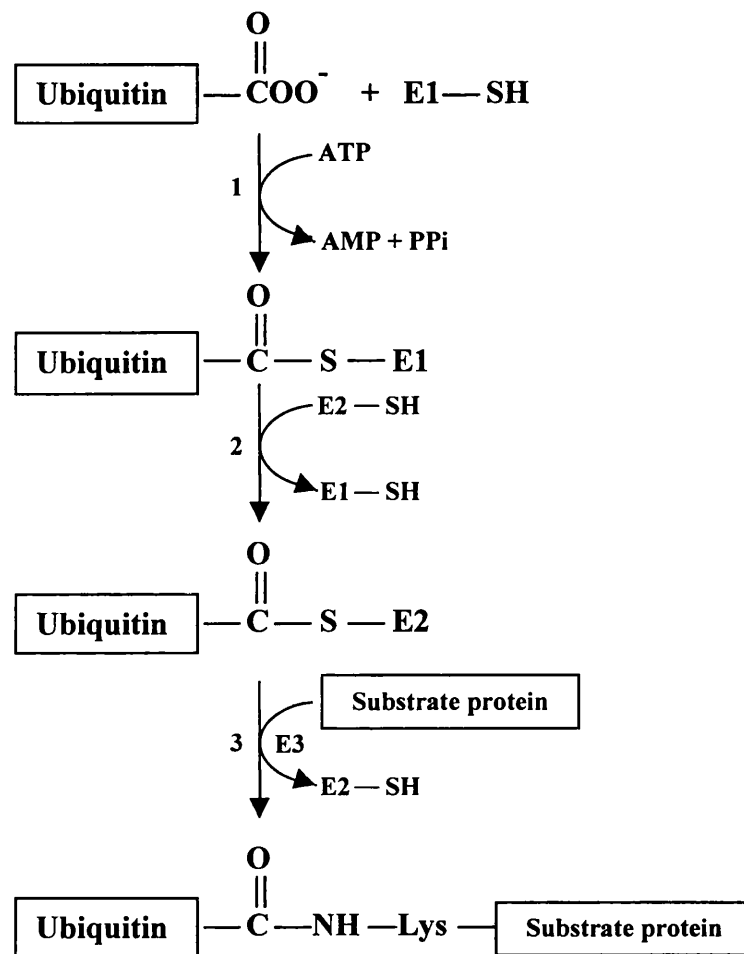 O
Ubiquitin — COO⁻ + E1 — SH
ATP
1
AMP + PPi
O
Ubiquitin — C — S — E1
E2 — SH
2
E1 — SH
O
Ubiquitin — C — S — E2
Substrate protein
3 E3
E2 — SH
O
Ubiquitin — C — NH — Lys — Substrate protein